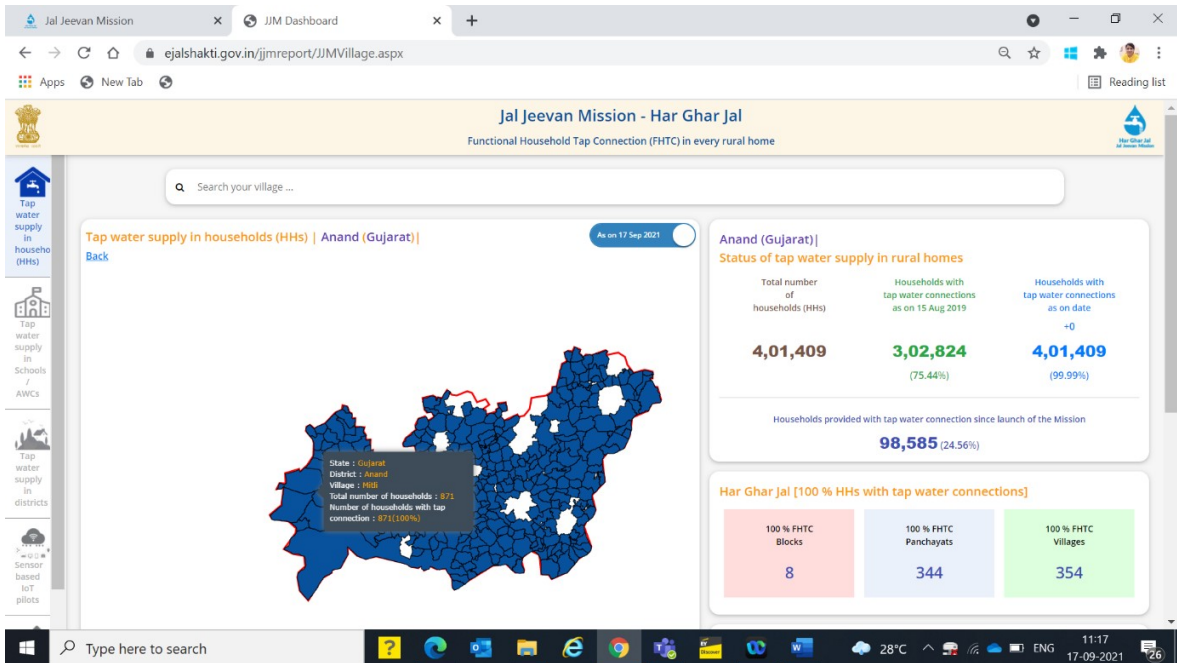 Jal Jeevan Mission
JJM Dashboard
ejalshakti.gov.in/jjmreport/JJMVillage.aspx
Apps
New Tab
Reading list
Jal Jeevan Mission - Har Ghar Jal
Functional Household Tap Connection (FHTC) in every rural home
Har Ghar Jal
Jal Jeevan Mission
Tap
water
supply
in
househo
(HHs)
Tap
water
supply
in
Schools
/
AWCs
Tap
water
supply
in
districts
Sensor
based
IoT
pilots
Search your village ...
Tap water supply in households (HHs) | Anand (Gujarat)|
As on 17 Sep 2021
Back
State : Gujarat
District : Anand
Village : Mitli
Total number of households : 871
Number of households with tap
connection : 871(100%)
Anand (Gujarat)|
Status of tap water supply in rural homes
Total number
of
households (HHs)
4,01,409
Households with
tap water connections
as on 15 Aug 2019
3,02,824
(75.44%)
Households with
tap water connections
as on date
+0
4,01,409
(99.99%)
Households provided with tap water connection since launch of the Mission
98,585 (24.56%)
Har Ghar Jal [100 % HHs with tap water connections]
100 % FHTC
Blocks
8
100 % FHTC
Panchayats
344
100 % FHTC
Villages
354
Type here to search
28°C
ENG
11:17
17-09-2021
26